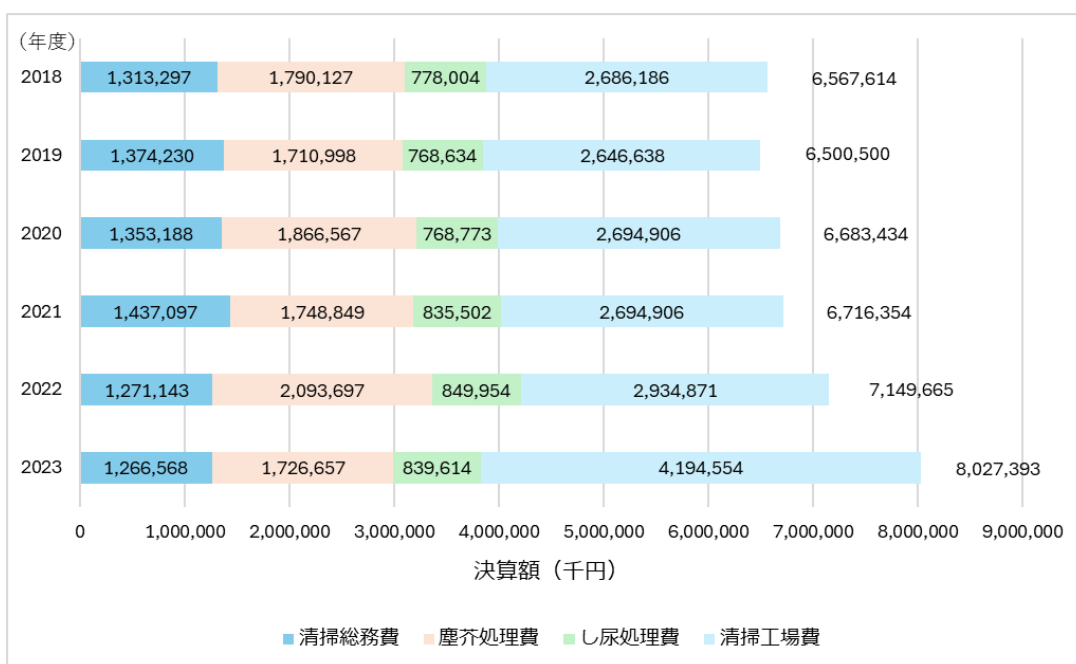 （年度）
2018 1,313,297 1,790,127 778,004 2,686,186 6,567,614
2019 1,374,230 1,710,998 768,634 2,646,638 6,500,500
2020 1,353,188 1,866,567 768,773 2,694,906 6,683,434
2021 1,437,097 1,748,849 835,502 2,694,906 6,716,354
2022 1,271,143 2,093,697 849,954 2,934,871 7,149,665
2023 1,266,568 1,726,657 839,614 4,194,554 8,027,393
0 1,000,000 2,000,000 3,000,000 4,000,000 5,000,000 6,000,000 7,000,000 8,000,000 9,000,000
決算額（千円）
清掃総務費 塵芥処理費 し尿処理費 清掃工場費